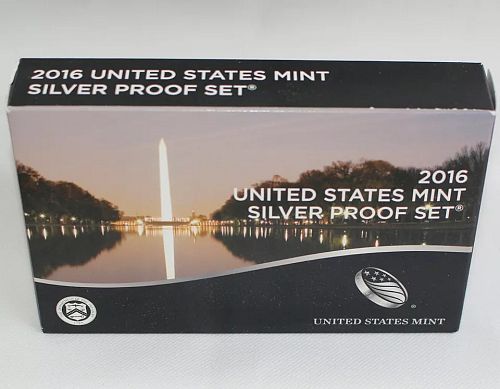 2016 UNITED STATES MINT
SILVER PROOF SET®
2016
UNITED STATES MINT
SILVER PROOF SET®
UNITED STATES MINT